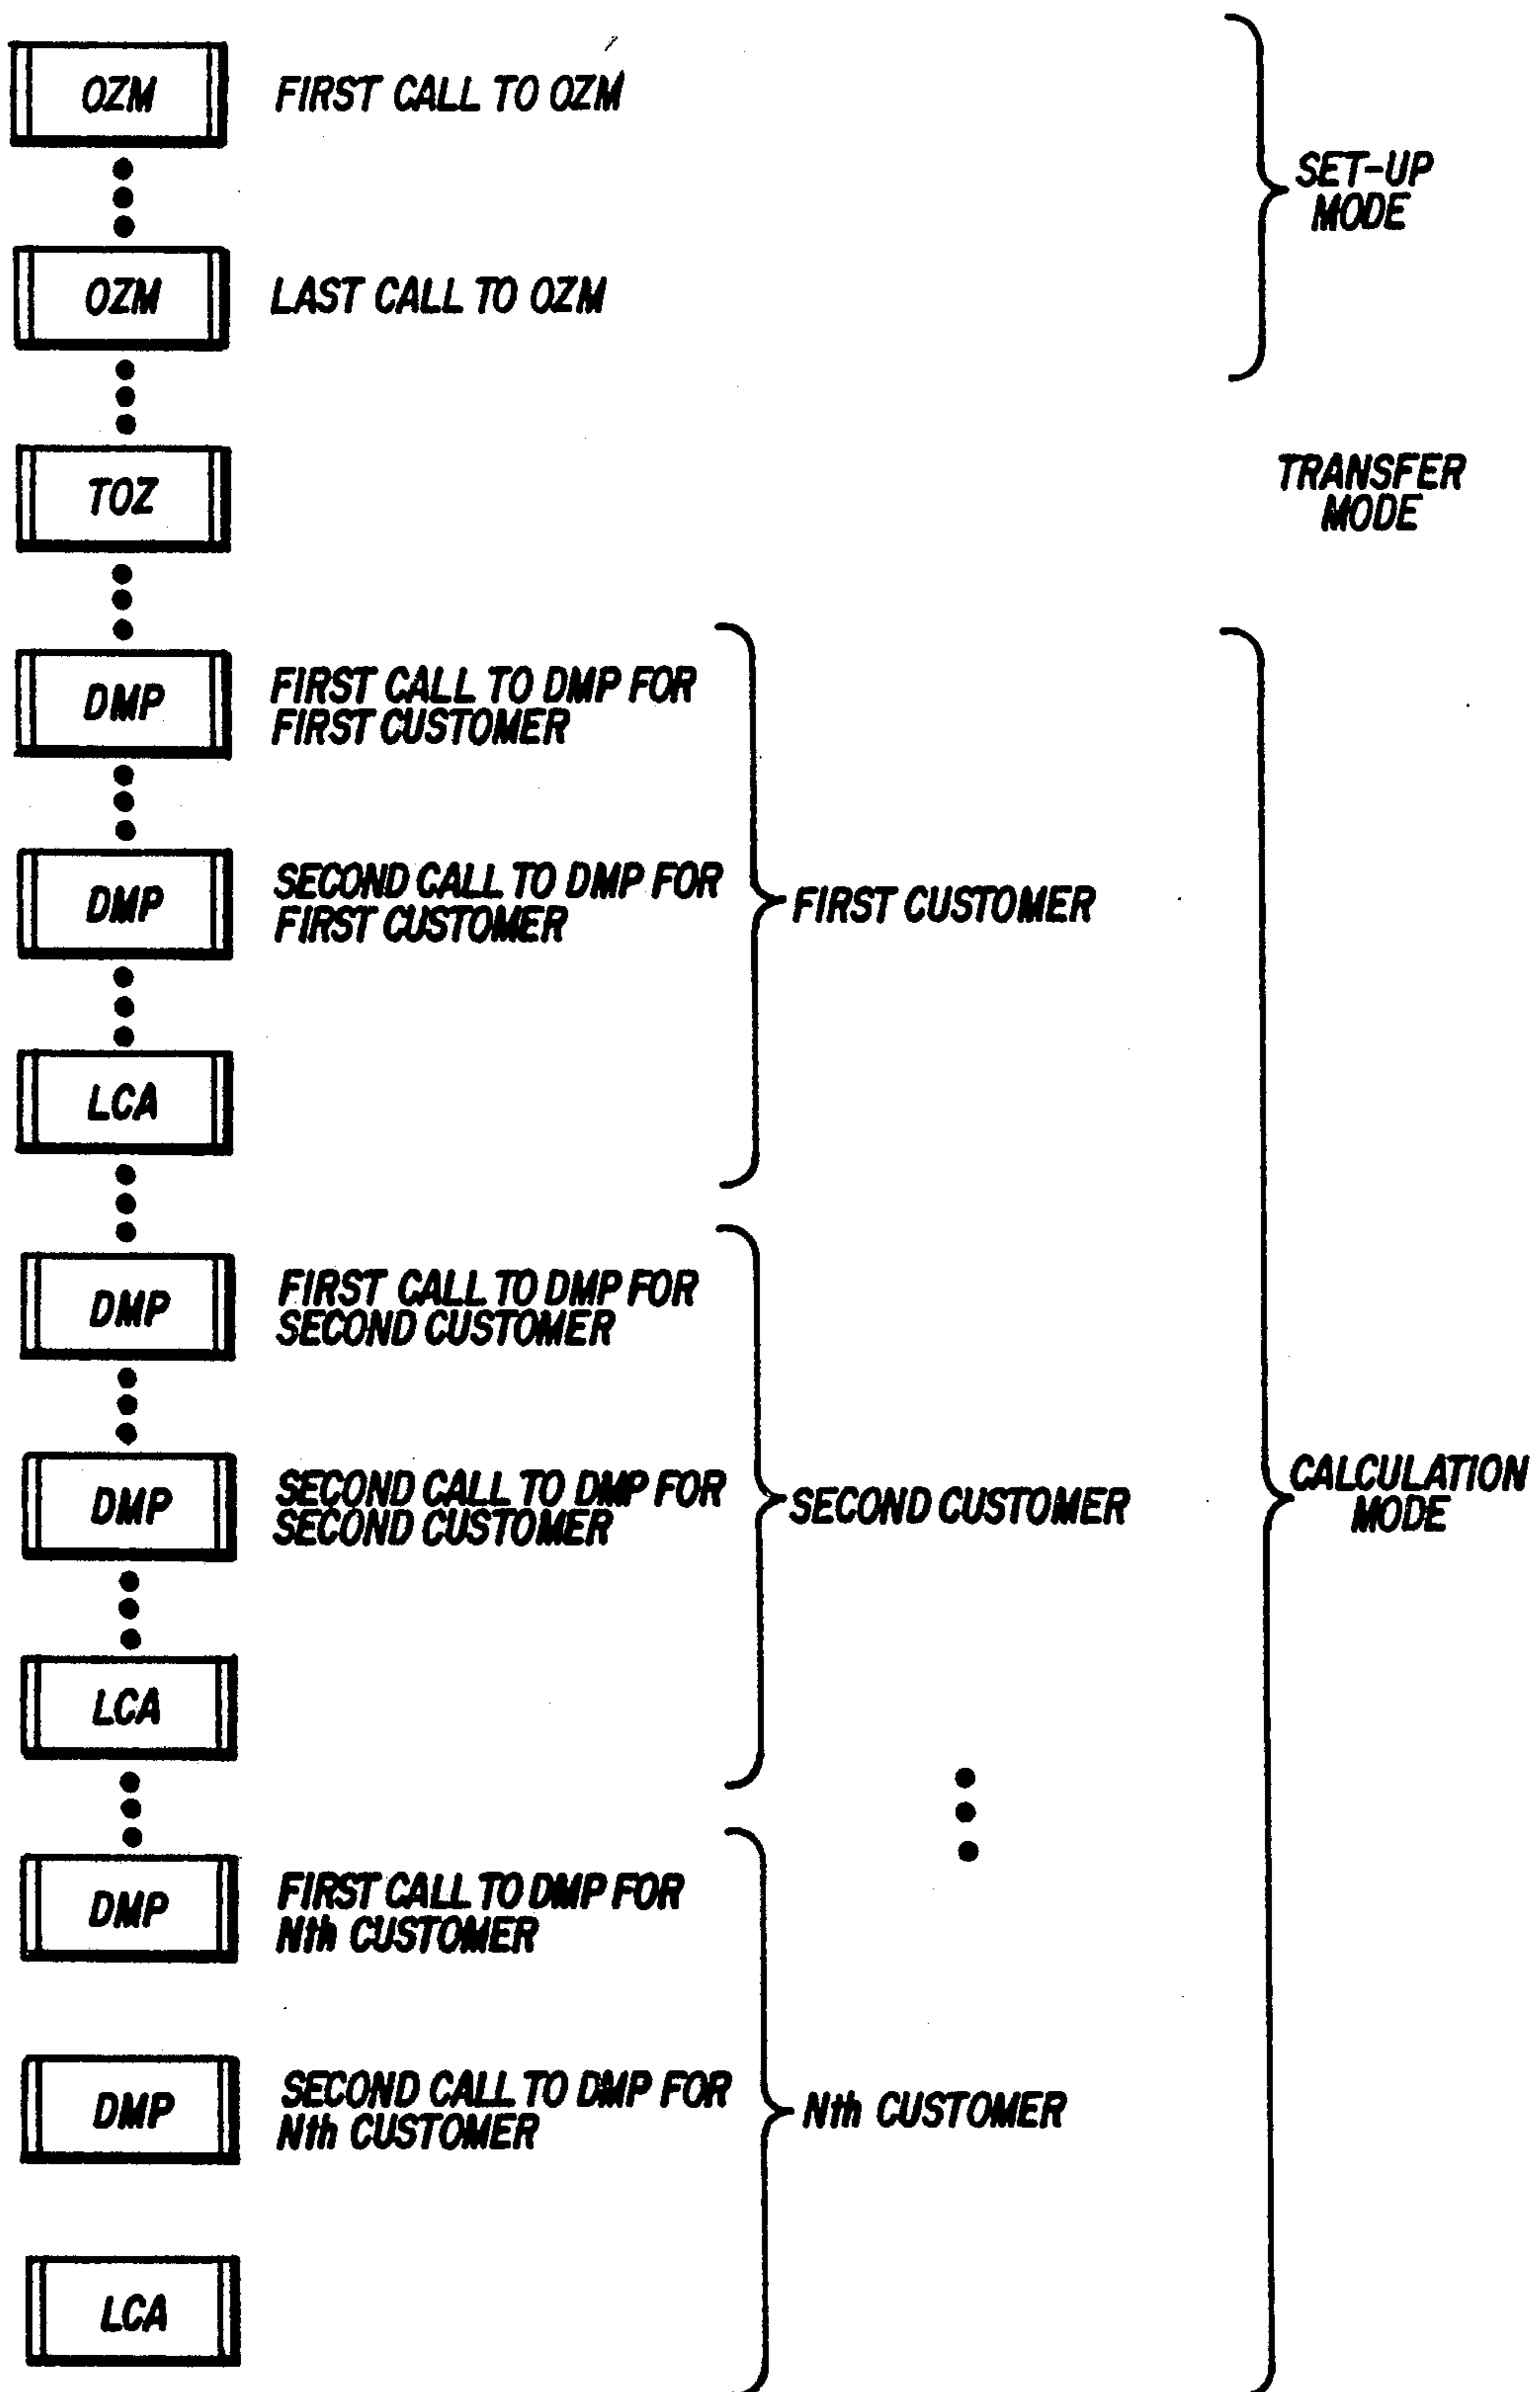 OZM
FIRST CALL TO OZM
SET-UP
MODE
OZM
LAST CALL TO OZM
TOZ
TRANSFER
MODE
DMP
FIRST CALL TO DMP FOR
FIRST CUSTOMER
DMP
SECOND CALL TO DMP FOR
FIRST CUSTOMER
FIRST CUSTOMER
LCA
DMP
FIRST CALL TO DMP FOR
SECOND CUSTOMER
DMP
SECOND CALL TO DMP FOR
SECOND CUSTOMER
SECOND CUSTOMER
CALCULATION
MODE
LCA
DMP
FIRST CALL TO DMP FOR
Nth CUSTOMER
DMP
SECOND CALL TO DMP FOR
Nth CUSTOMER
Nth CUSTOMER
LCA